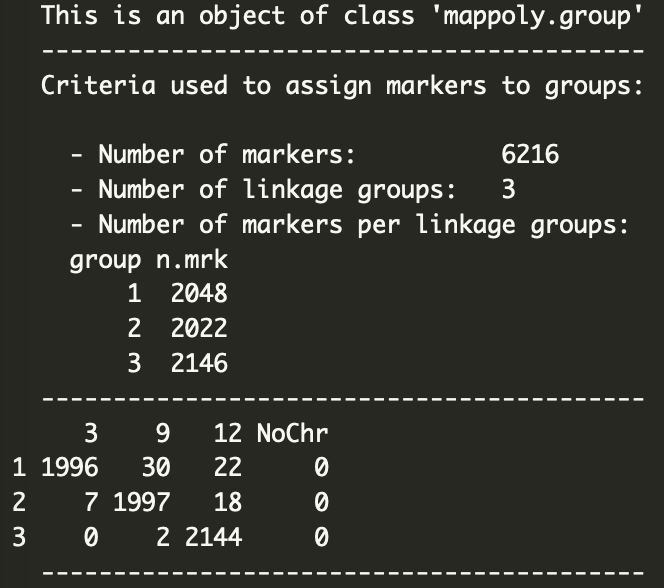 This is an object of class 'mappoly.group'
------------------------------------------
Criteria used to assign markers to groups:

  - Number of markers:          6216
  - Number of linkage groups:   3
  - Number of markers per linkage groups:
  group n.mrk
      1  2048
      2  2022
      3  2146
------------------------------------------
     3    9   12 NoChr
1 1996   30   22     0
2    7 1997   18     0
3    0    2 2144     0
------------------------------------------